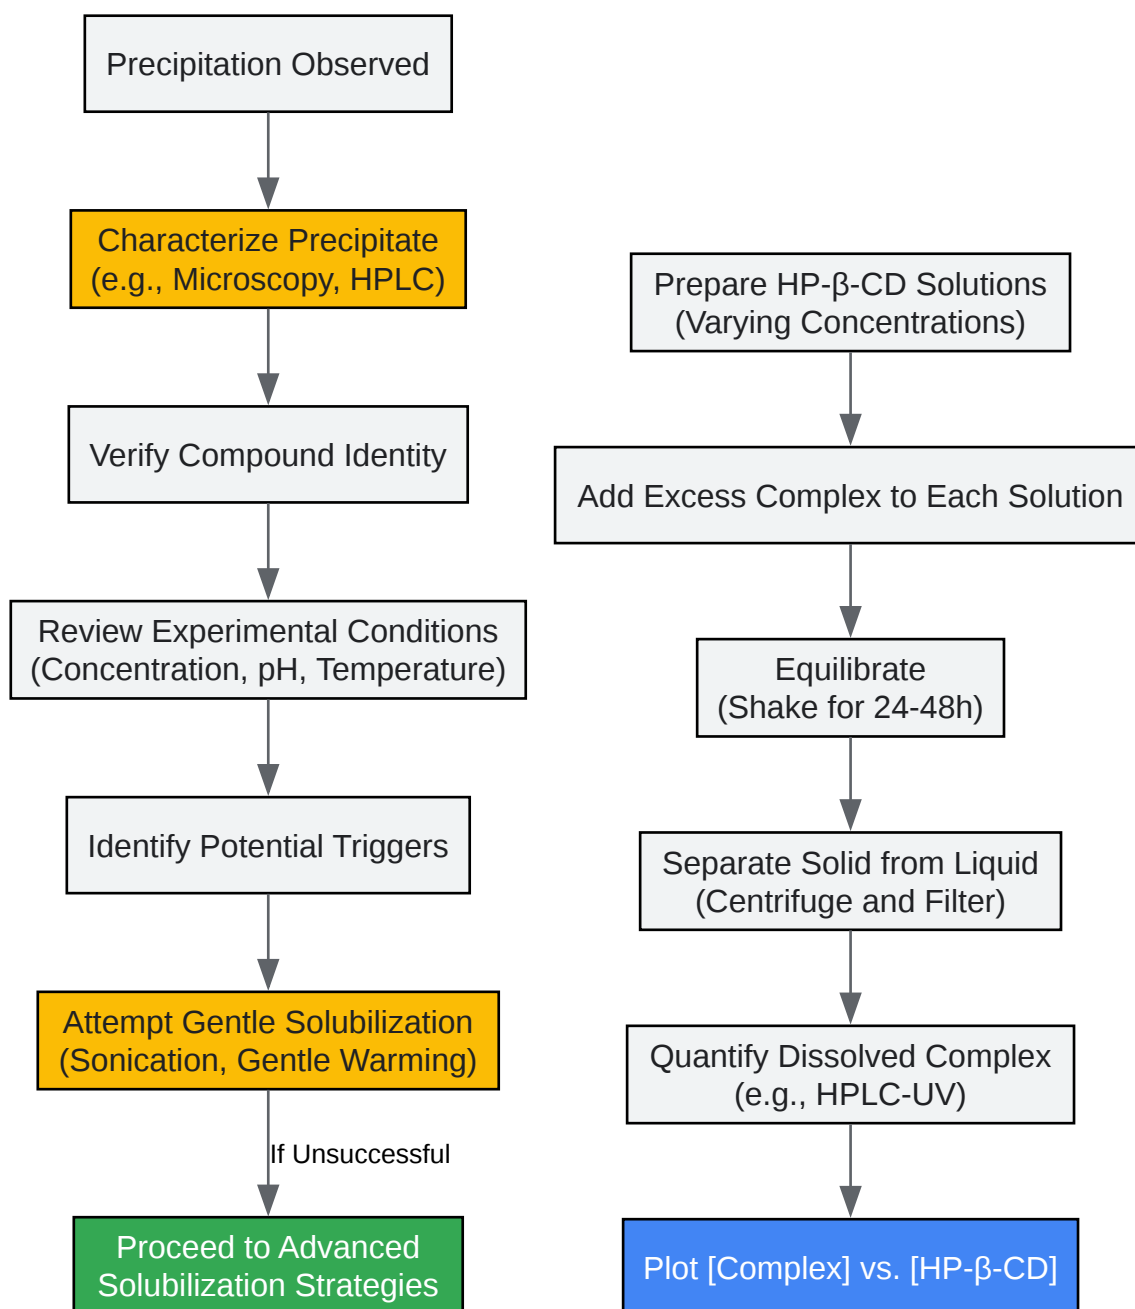 Precipitation Observed
Characterize Precipitate
(e.g., Microscopy, HPLC)
Verify Compound Identity
Review Experimental Conditions
(Concentration, pH, Temperature)
Identify Potential Triggers
Attempt Gentle Solubilization
(Sonication, Gentle Warming)
If Unsuccessful
Proceed to Advanced
Solubilization Strategies
Prepare HP-β-CD Solutions
(Varying Concentrations)
Add Excess Complex to Each Solution
Equilibrate
(Shake for 24-48h)
Separate Solid from Liquid
(Centrifuge and Filter)
Quantify Dissolved Complex
(e.g., HPLC-UV)
Plot [Complex] vs. [HP-β-CD]